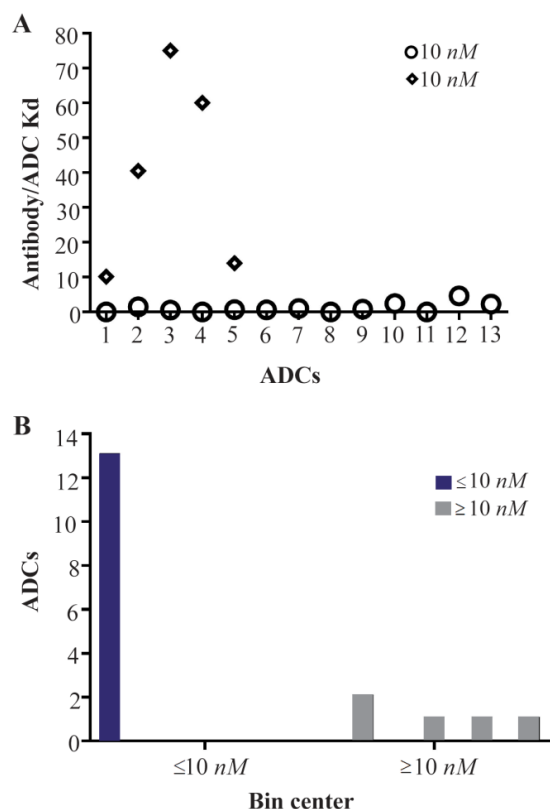 A
Antibody/ADC Kd
80
70
60
50
40
30
20
10
0
10 nM
10 nM
1 2 3 4 5 6 7 8 9 10 11 12 13
ADCs
B
ADCs
14
12
10
8
6
4
2
0
≤10 nM
≥10 nM
≤10 nM ≥10 nM
Bin center